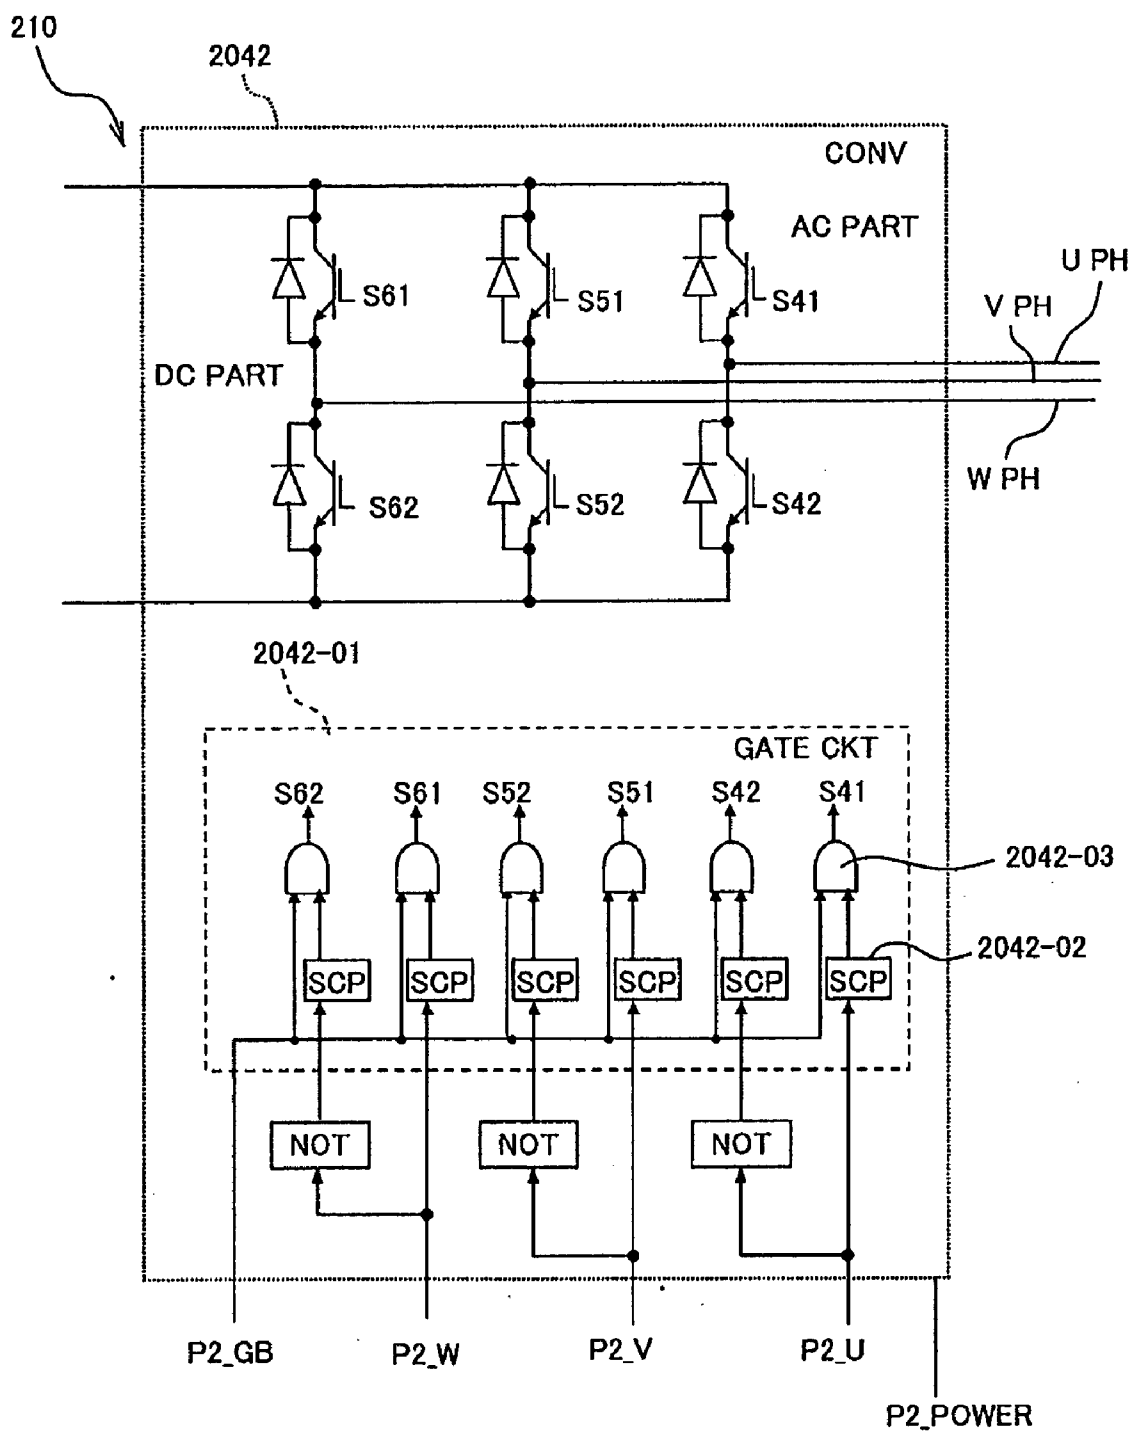 210
2042
CONV
AC PART
U PH
V PH
S61
S51
S41
DC PART
W PH
S62
S52
S42
2042-01
GATE CKT
S62
S61
S52
S51
S42
S41
2042-03
2042-02
SCP
SCP
SCP
SCP
SCP
SCP
NOT
NOT
NOT
P2_GB
P2_W
P2_V
P2_U
P2_POWER